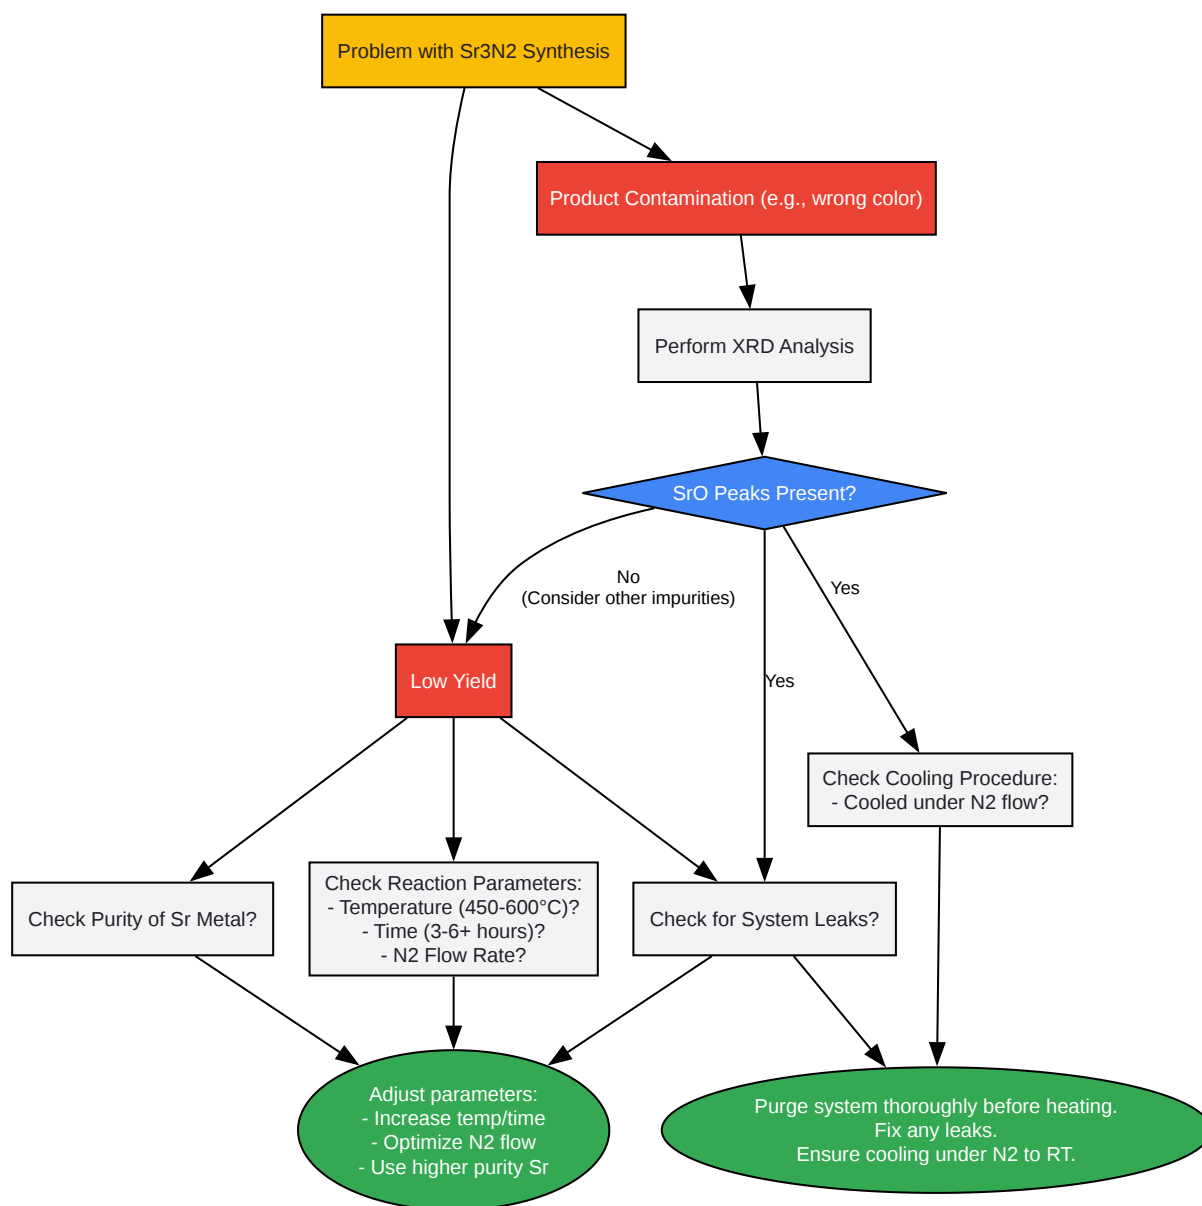 Problem with Sr3N2 Synthesis
Product Contamination (e.g., wrong color)
Perform XRD Analysis
SrO Peaks Present?
No
(Consider other impurities)
Yes
Yes
Low Yield
Check Cooling Procedure:
- Cooled under N2 flow?
Check Purity of Sr Metal?
Check Reaction Parameters:
- Temperature (450-600°C)?
- Time (3-6+ hours)?
- N2 Flow Rate?
Check for System Leaks?
Adjust parameters:
- Increase temp/time
- Optimize N2 flow
- Use higher purity Sr
Purge system thoroughly before heating.
Fix any leaks.
Ensure cooling under N2 to RT.